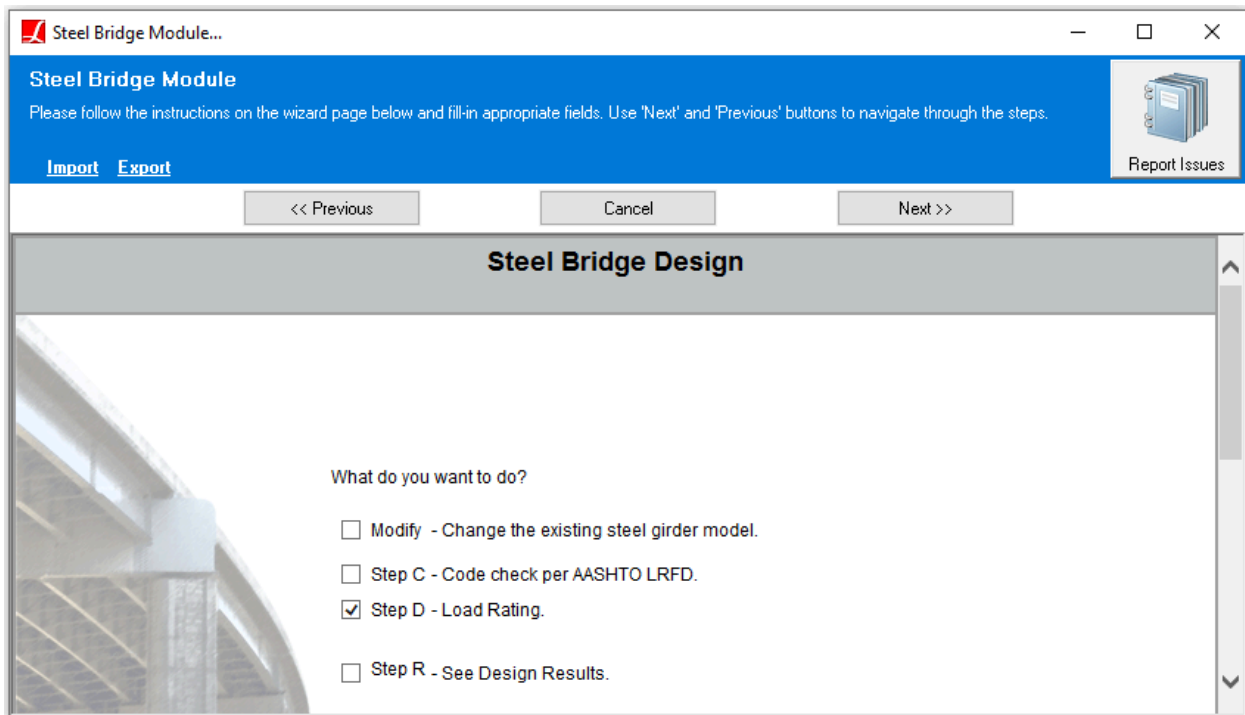 Steel Bridge Module...
Steel Bridge Module
Please follow the instructions on the wizard page below and fill-in appropriate fields. Use 'Next' and 'Previous' buttons to navigate through the steps.
Import Export
Report Issues
<< Previous Cancel Next >>
Steel Bridge Design
What do you want to do?
Modify - Change the existing steel girder model.
Step C - Code check per AASHTO LRFD.
Step D - Load Rating.
Step R - See Design Results.